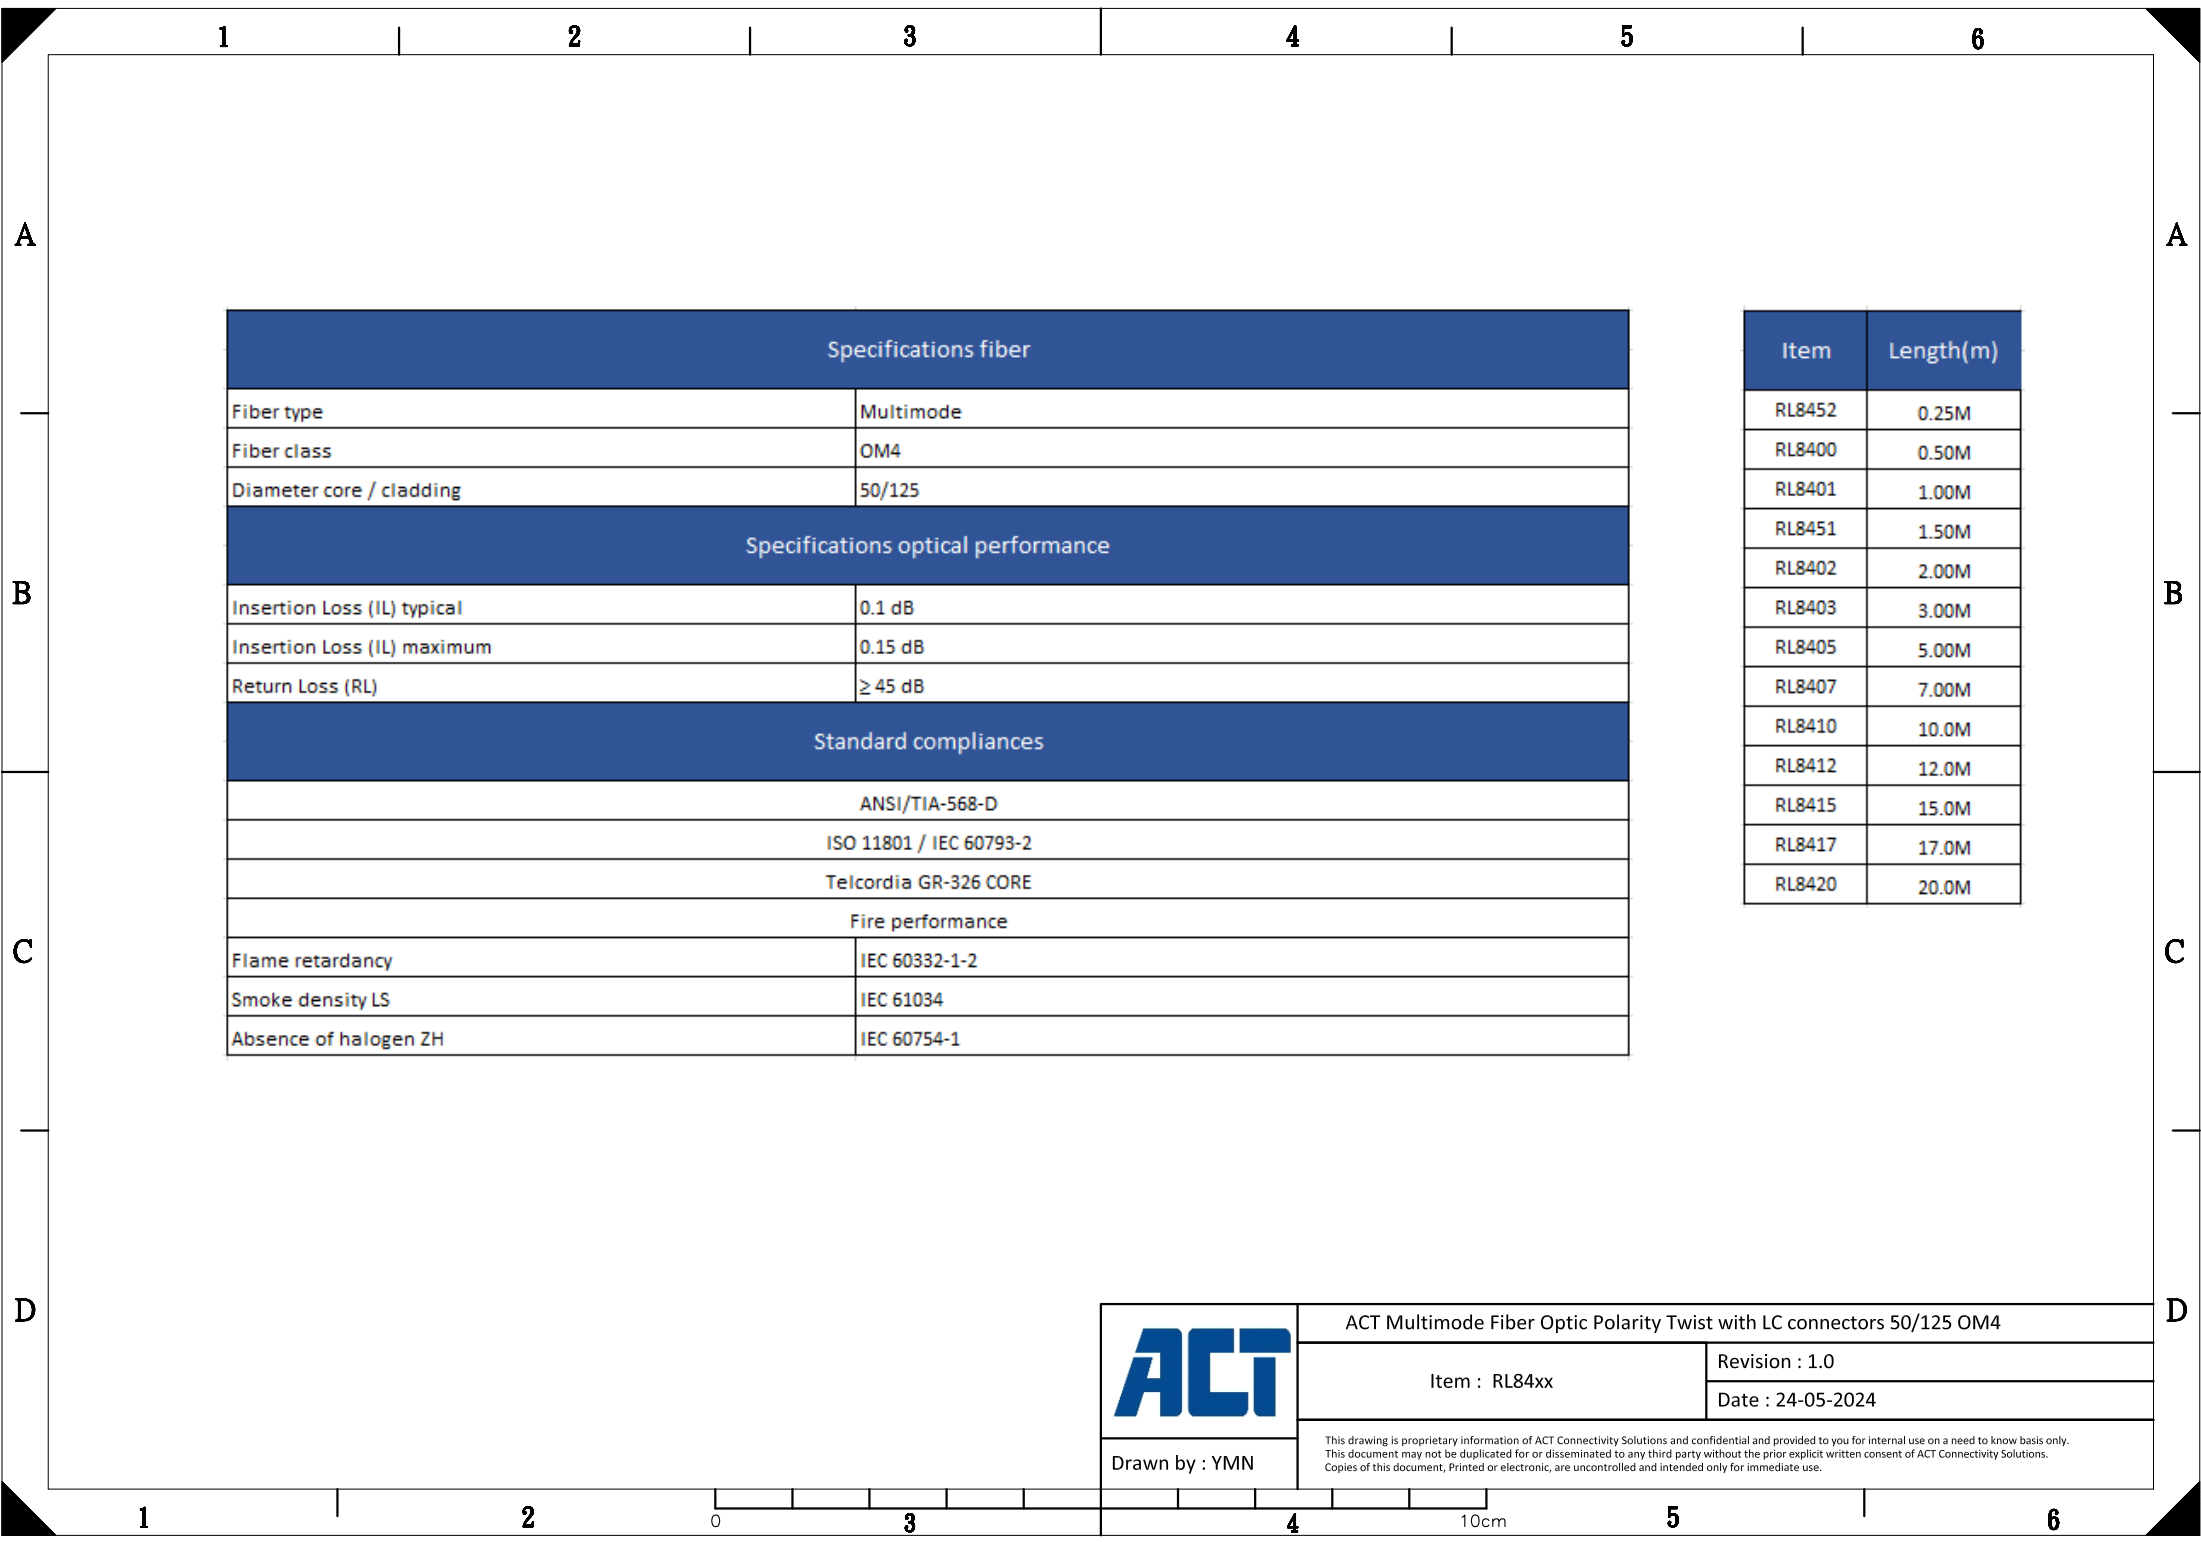 1 2 3 4 5 6
A A
Specifications fiber
Fiber type Multimode
Fiber class OM4
Diameter core / cladding 50/125
Specifications optical performance
Insertion Loss (IL) typical 0.1 dB
Insertion Loss (IL) maximum 0.15 dB
Return Loss (RL) ≥ 45 dB
Standard compliances
ANSI/TIA-568-D
ISO 11801 / IEC 60793-2
Telcordia GR-326 CORE
Fire performance
Flame retardancy IEC 60332-1-2
Smoke density LS IEC 61034
Absence of halogen ZH IEC 60754-1
Item Length(m)
RL8452 0.25M
RL8400 0.50M
RL8401 1.00M
RL8451 1.50M
RL8402 2.00M
RL8403 3.00M
RL8405 5.00M
RL8407 7.00M
RL8410 10.0M
RL8412 12.0M
RL8415 15.0M
RL8417 17.0M
RL8420 20.0M
B B
C C
D D
ACT
Drawn by : YMN
ACT Multimode Fiber Optic Polarity Twist with LC connectors 50/125 OM4
Item : RL84xx
Revision : 1.0
Date : 24-05-2024
This drawing is proprietary information of ACT Connectivity Solutions and confidential and provided to you for internal use on a need to know basis only.
This document may not be duplicated for or disseminated to any third party without the prior explicit written consent of ACT Connectivity Solutions.
Copies of this document, Printed or electronic, are uncontrolled and intended only for immediate use.
1 2 3 4 5 6
0 10cm